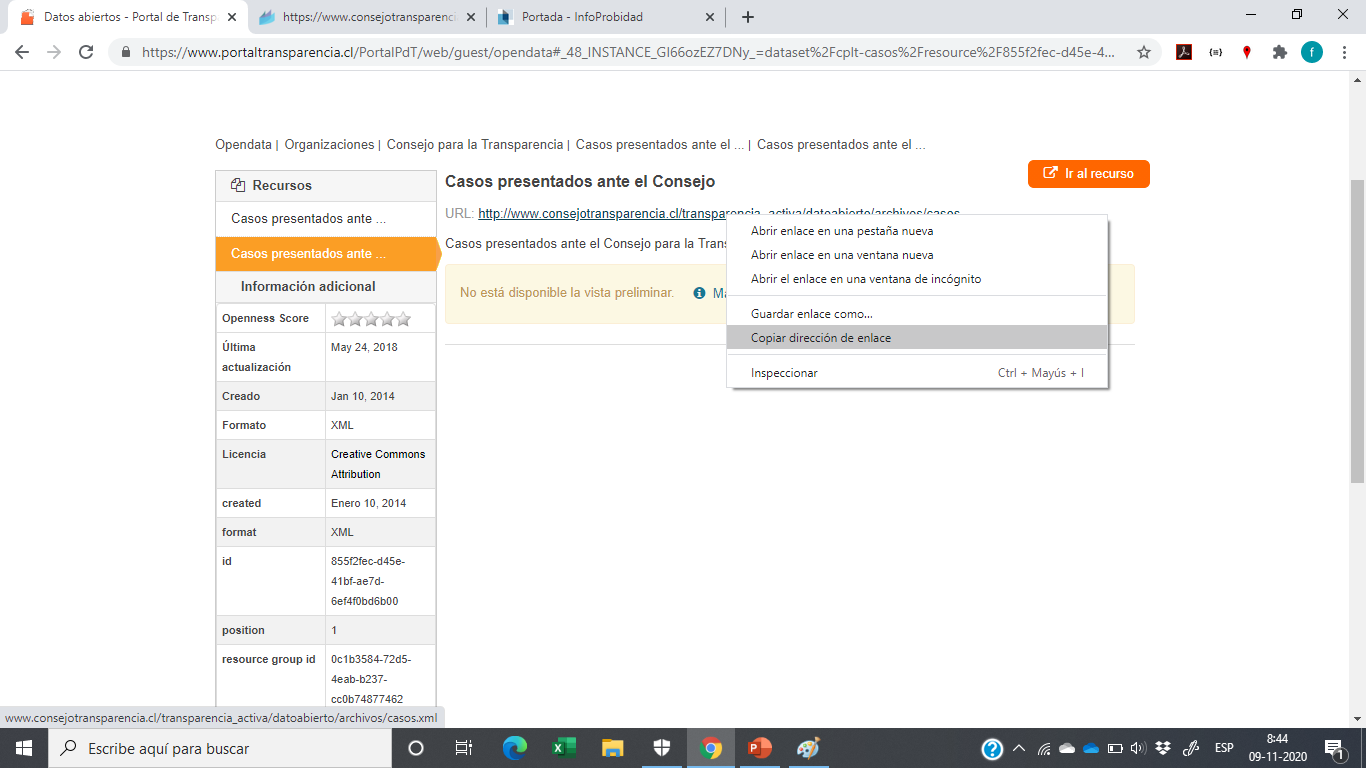 Datos abiertos - Portal de Transp
https://www.consejotransparencia.
Portada - InfoProbidad
https://www.portaltransparencia.cl/PortalPdT/web/guest/opendata#_48_INSTANCE_GI66ozEZ7DNy_=dataset%2Fcplt-casos%2Fresource%2F855f2fec-d45e-4...
f
Opendata | Organizaciones | Consejo para la Transparencia | Casos presentados ante el ... | Casos presentados ante el ...
Recursos
Casos presentados ante ...
Casos presentados ante ...
Información adicional
Openness Score
Última actualización May 24, 2018
Creado Jan 10, 2014
Formato XML
Licencia Creative Commons Attribution
created Enero 10, 2014
format XML
id 855f2fec-d45e-
41bf-ae7d-
6ef4f0bd6b00
position 1
resource group id 0c1b3584-72d5-
4eab-b237-
cc0b74877462
Casos presentados ante el Consejo
Ir al recurso
URL: http://www.consejotransparencia.cl/transparencia_activa/datoabierto/archivos/casos
Casos presentados ante el Consejo para la Trans
No está disponible la vista preliminar. Má
Abrir enlace en una pestaña nueva
Abrir enlace en una ventana nueva
Abrir el enlace en una ventana de incógnito
Guardar enlace como...
Copiar dirección de enlace
Inspeccionar Ctrl + Mayús + I
www.consejotransparencia.cl/transparencia_activa/datoabierto/archivos/casos.xml
Escribe aquí para buscar
ESP
8:44
09-11-2020
1